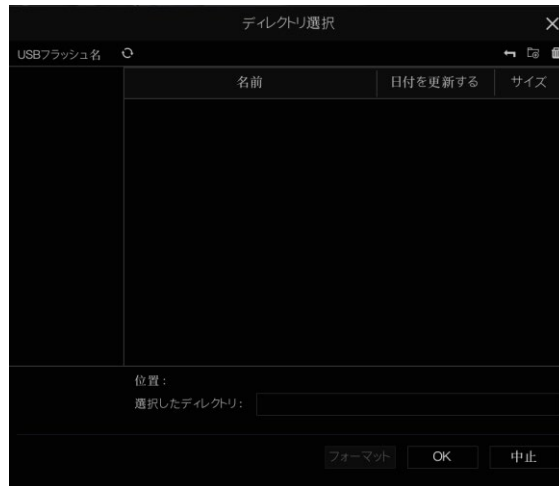 ディレクトリ選択
USBフラッシュ名
名前 日付を更新する サイズ
位置：
選択したディレクトリ：
フォーマット OK 中止